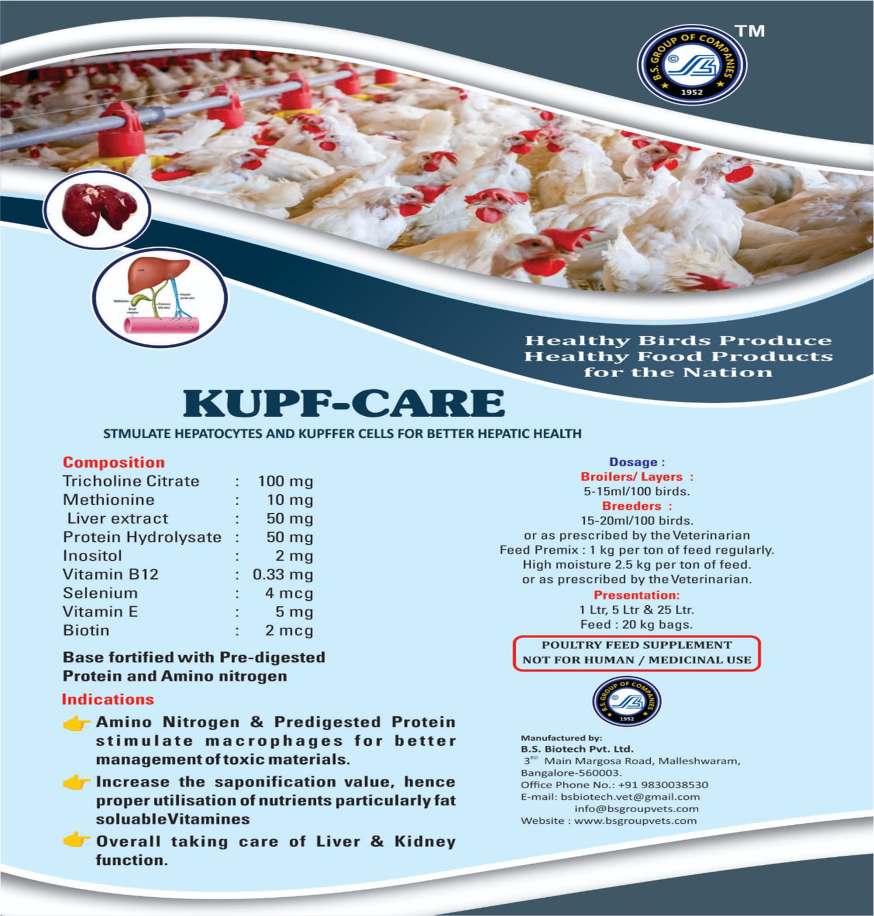 TM
B.S. GROUP OF COMPANIES
©
1952
Healthy Birds Produce
Healthy Food Products
for the Nation
KUPF-CARE
STMULATE HEPATOCYTES AND KUPFFER CELLS FOR BETTER HEPATIC HEALTH
Composition
Tricholine Citrate : 100 mg
Methionine : 10 mg
Liver extract : 50 mg
Protein Hydrolysate : 50 mg
Inositol : 2 mg
Vitamin B12 : 0.33 mg
Selenium : 4 mcg
Vitamin E : 5 mg
Biotin : 2 mcg
Base fortified with Pre-digested
Protein and Amino nitrogen
Indications
Amino Nitrogen & Predigested Protein
stimulate macrophages for better
management of toxic materials.
Increase the saponification value, hence
proper utilisation of nutrients particularly fat
soluableVitamines
Overall taking care of Liver & Kidney
function.
Dosage :
Broilers/ Layers :
5-15ml/100 birds.
Breeders :
15-20ml/100 birds.
or as prescribed by the Veterinarian
Feed Premix : 1 kg per ton of feed regularly.
High moisture 2.5 kg per ton of feed.
or as prescribed by the Veterinarian.
Presentation:
1 Ltr, 5 Ltr & 25 Ltr.
Feed : 20 kg bags.
POULTRY FEED SUPPLEMENT
NOT FOR HUMAN / MEDICINAL USE
B.S. GROUP OF COMPANIES
1952
Manufactured by:
B.S. Biotech Pvt. Ltd.
3RD Main Margosa Road, Malleshwaram,
Bangalore-560003.
Office Phone No.: +91 9830038530
E-mail: bsbiotech.vet@gmail.com
info@bsgroupvets.com
Website : www.bsgroupvets.com